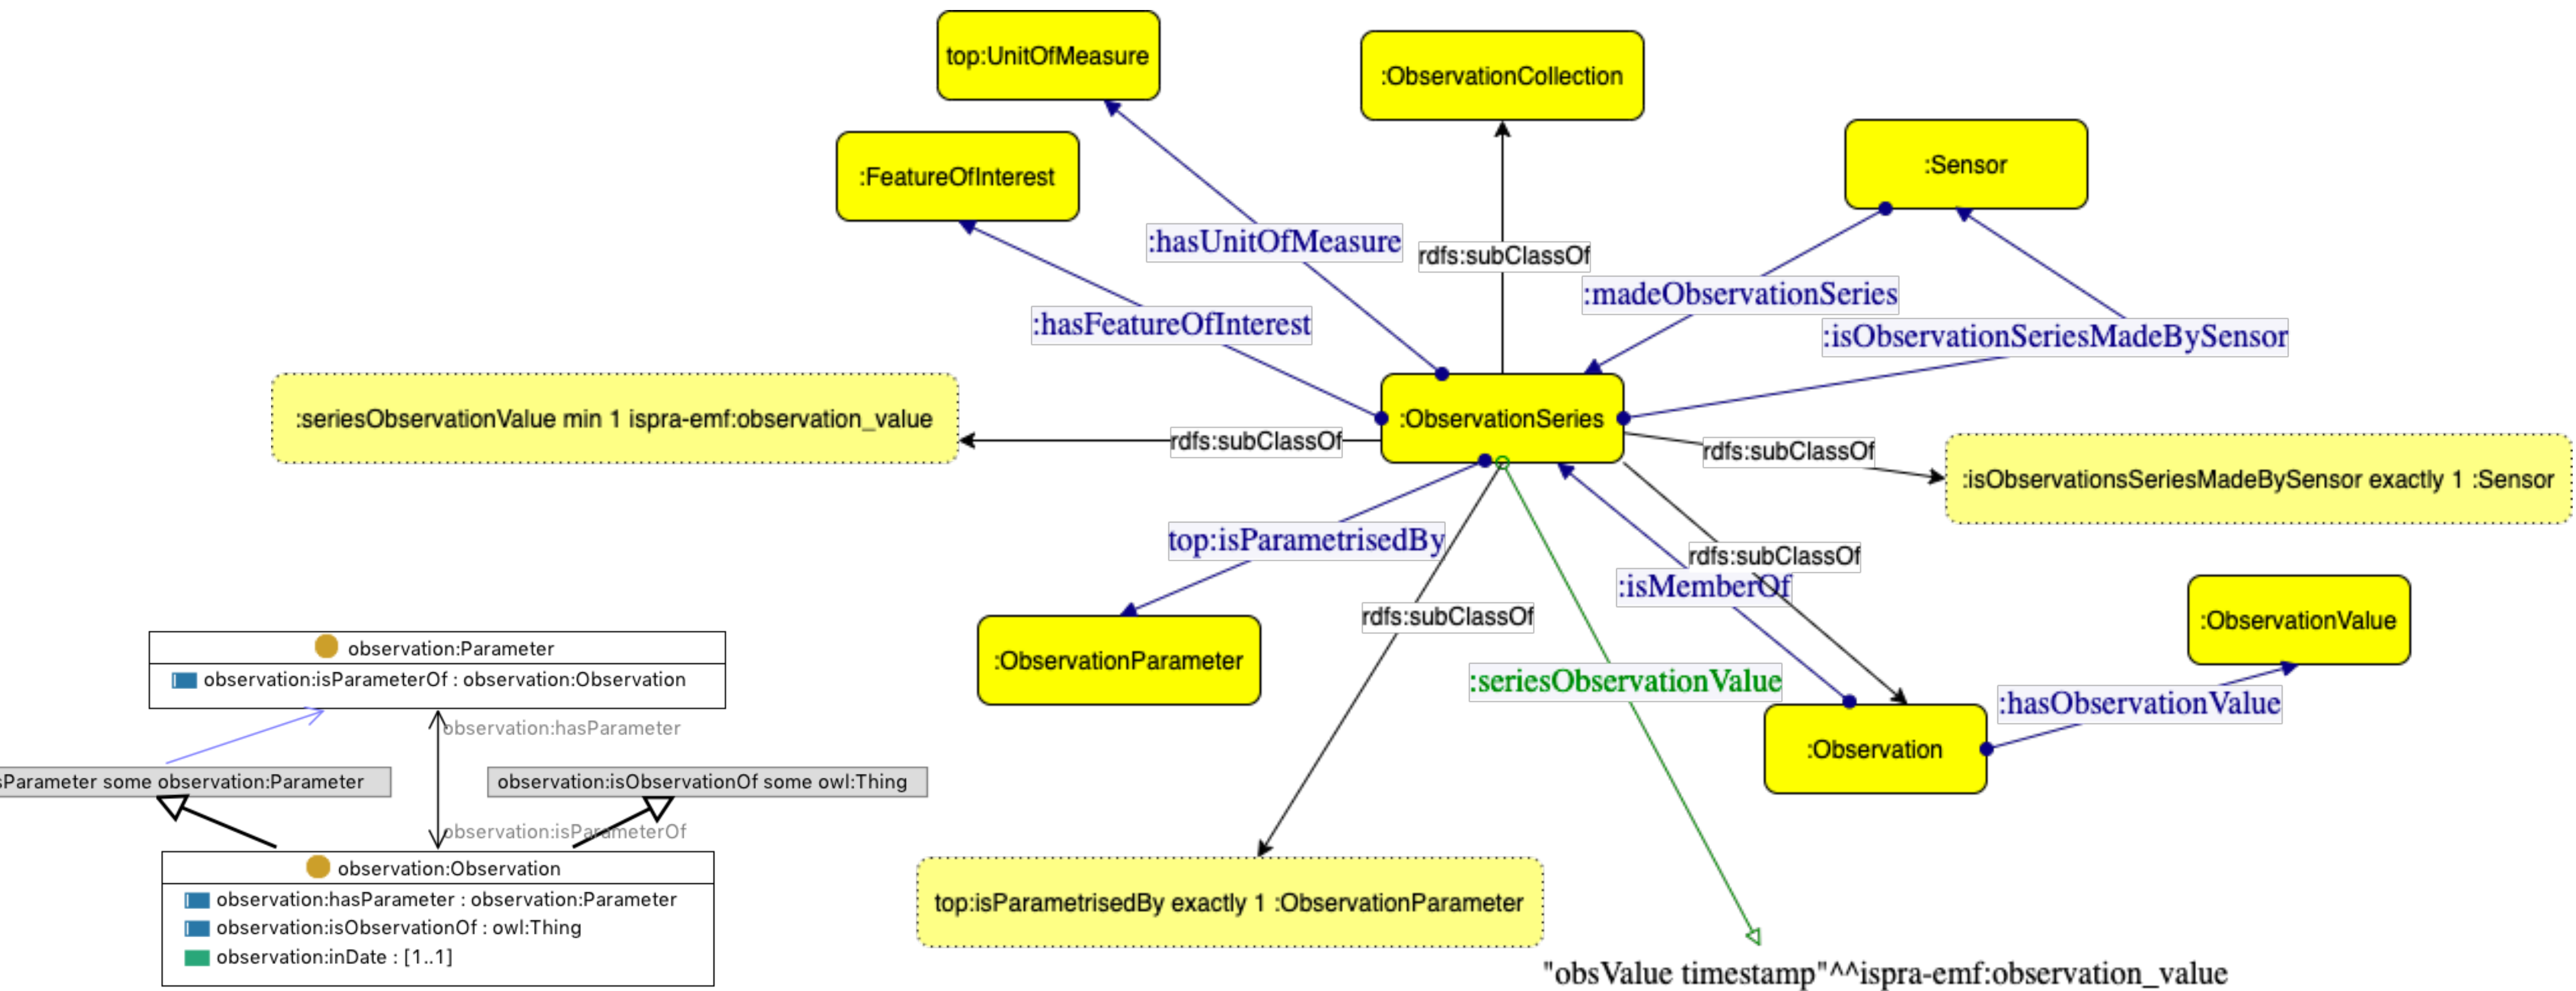 top:UnitOfMeasure
:ObservationCollection
:Sensor
:FeatureOfInterest
:hasUnitOfMeasure
rdfs:subClassOf
:madeObservationSeries
:hasFeatureOfInterest
:isObservationSeriesMadeBySensor
:seriesObservationValue min 1 ispra-emf:observation_value
rdfs:subClassOf
:ObservationSeries
rdfs:subClassOf
:isObservationsSeriesMadeBySensor exactly 1 :Sensor
top:isParametrisedBy
rdfs:subClassOf
:isMemberOf
rdfs:subClassOf
:ObservationValue
:ObservationParameter
:seriesObservationValue
:hasObservationValue
:Observation
observation:Parameter
observation:isParameterOf : observation:Observation
observation:hasParameter
sParameter some observation:Parameter
observation:isObservationOf some owl:Thing
observation:isParameterOf
observation:Observation
observation:hasParameter : observation:Parameter
observation:isObservationOf : owl:Thing
observation:inDate : [1..1]
top:isParametrisedBy exactly 1 :ObservationParameter
"obsValue timestamp"^^ispra-emf:observation_value